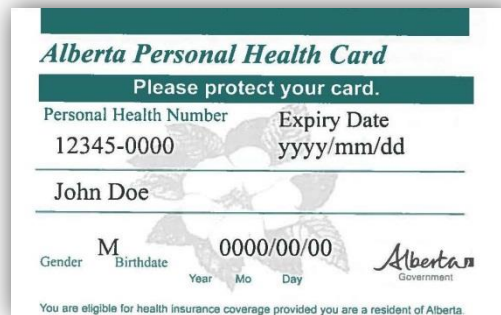 Alberta Personal Health Card
Please protect your card.
Personal Health Number Expiry Date
12345-0000 yyyy/mm/dd
John Doe
Gender M Birthdate 0000/00/00
Year Mo Day
Alberta
Government
You are eligible for health insurance coverage provided you are a resident of Alberta.